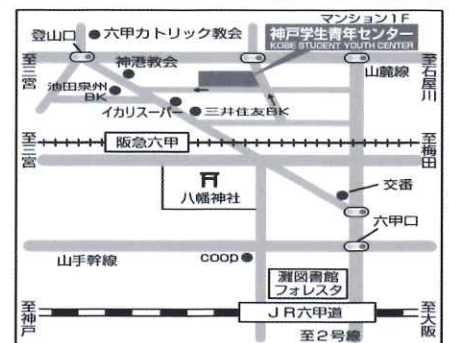 マンション1F
登山口
六甲カトリック教会
神戸学生青年センター
KOBE STUDENT YOUTH CENTER
至三宮
神港教会
山麓線
至石屋川
池田泉州
BK
イカリスーパー
三井住友BK
至三宮
阪急六甲
至梅田
八幡神社
交番
六甲口
山手幹線
coop
灘図書館
フォレスタ
至神戸
JR六甲道
至大阪
至2号線